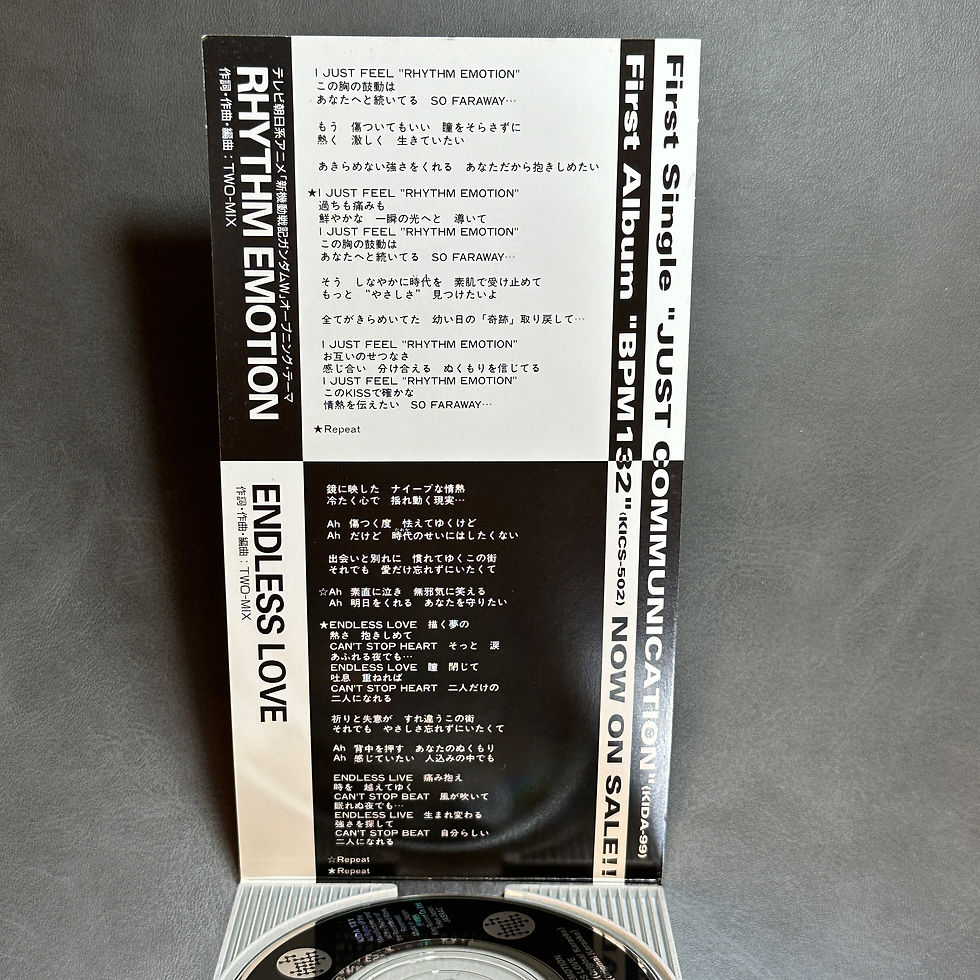 First Single "JUST COMMUNICATION" (KIDA-99)
First Album "BPM132" (KICS-502) NOW ON SALE!!
テレビ朝日系アニメ「新機動戦記ガンダムW」オープニング・テーマ
RHYTHM EMOTION
作詞・作曲・編曲：TWO-MIX
I JUST FEEL "RHYTHM EMOTION"
この胸の鼓動は
あなたへと続いてる SO FARAWAY…
もう 傷ついてもいい 瞳をそらさずに
熱く 激しく 生きていたい
あきらめない強さをくれる あなただから抱きしめたい
★I JUST FEEL "RHYTHM EMOTION"
過ちも痛みも
鮮やかな 一瞬の光へと 導いて
I JUST FEEL "RHYTHM EMOTION"
この胸の鼓動は
あなたへと続いてる SO FARAWAY…
そう しなやかに時代を 素肌で受け止めて
もっと “やさしさ” 見つけたいよ
全てがきらめいてた 幼い日の「奇跡」取り戻して…
I JUST FEEL "RHYTHM EMOTION"
お互いのせつなさ
感じ合い 分け合える ぬくもりを信じてる
I JUST FEEL "RHYTHM EMOTION"
このKISSで確かな
情熱を伝えたい SO FARAWAY…
★Repeat
ENDLESS LOVE
作詞・作曲・編曲：TWO-MIX
鏡に映した ナイーブな情熱
冷たく心で 揺れ動く現実…
Ah 傷つく度 怯えてゆくけど
Ah だけど 時代のせいにはしたくない
出会いと別れに 慣れてゆくこの街
それでも 愛だけ忘れずにいたくて
☆Ah 素直に泣き 無邪気に笑える
Ah 明日をくれる あなたを守りたい
★ENDLESS LOVE 描く夢の
熱さ 抱きしめて
CAN'T STOP HEART そっと 涙
あふれる夜でも…
ENDLESS LOVE 瞳 閉じて
吐息 重ねれば
CAN'T STOP HEART 二人だけの
二人になれる
祈りと失意が すれ違うこの街
それでも やさしさ忘れずにいたくて
Ah 背中を押す あなたのぬくもり
Ah 感じていたい 人込みの中でも
ENDLESS LIVE 痛み抱え
時を 越えてゆく
CAN'T STOP BEAT 風が吹いて
眠れぬ夜でも…
ENDLESS LIVE 生まれ変わる
強さを探して
CAN'T STOP BEAT 自分らしい
二人になれる
☆Repeat
★Repeat